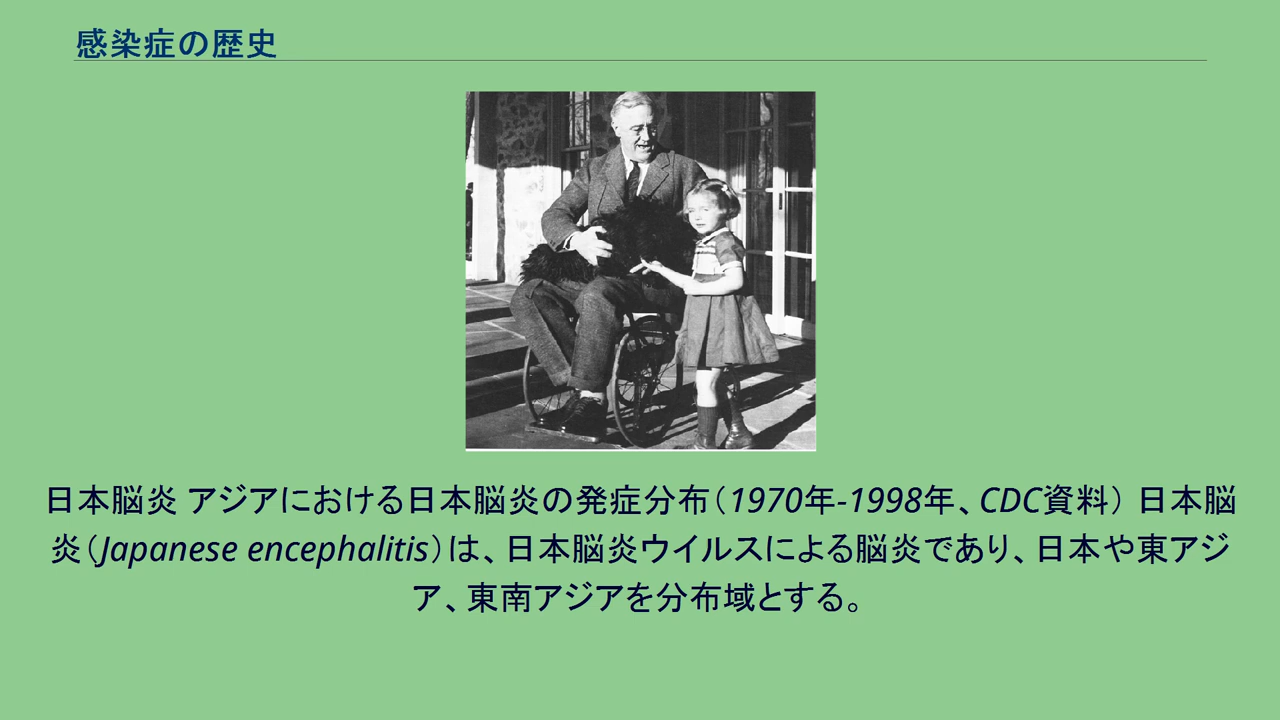 感染症の歴史
日本脳炎 アジアにおける日本脳炎の発症分布（1970年-1998年、CDC資料） 日本脳
炎（Japanese encephalitis）は、日本脳炎ウイルスによる脳炎であり、日本や東アジ
ア、東南アジアを分布域とする。